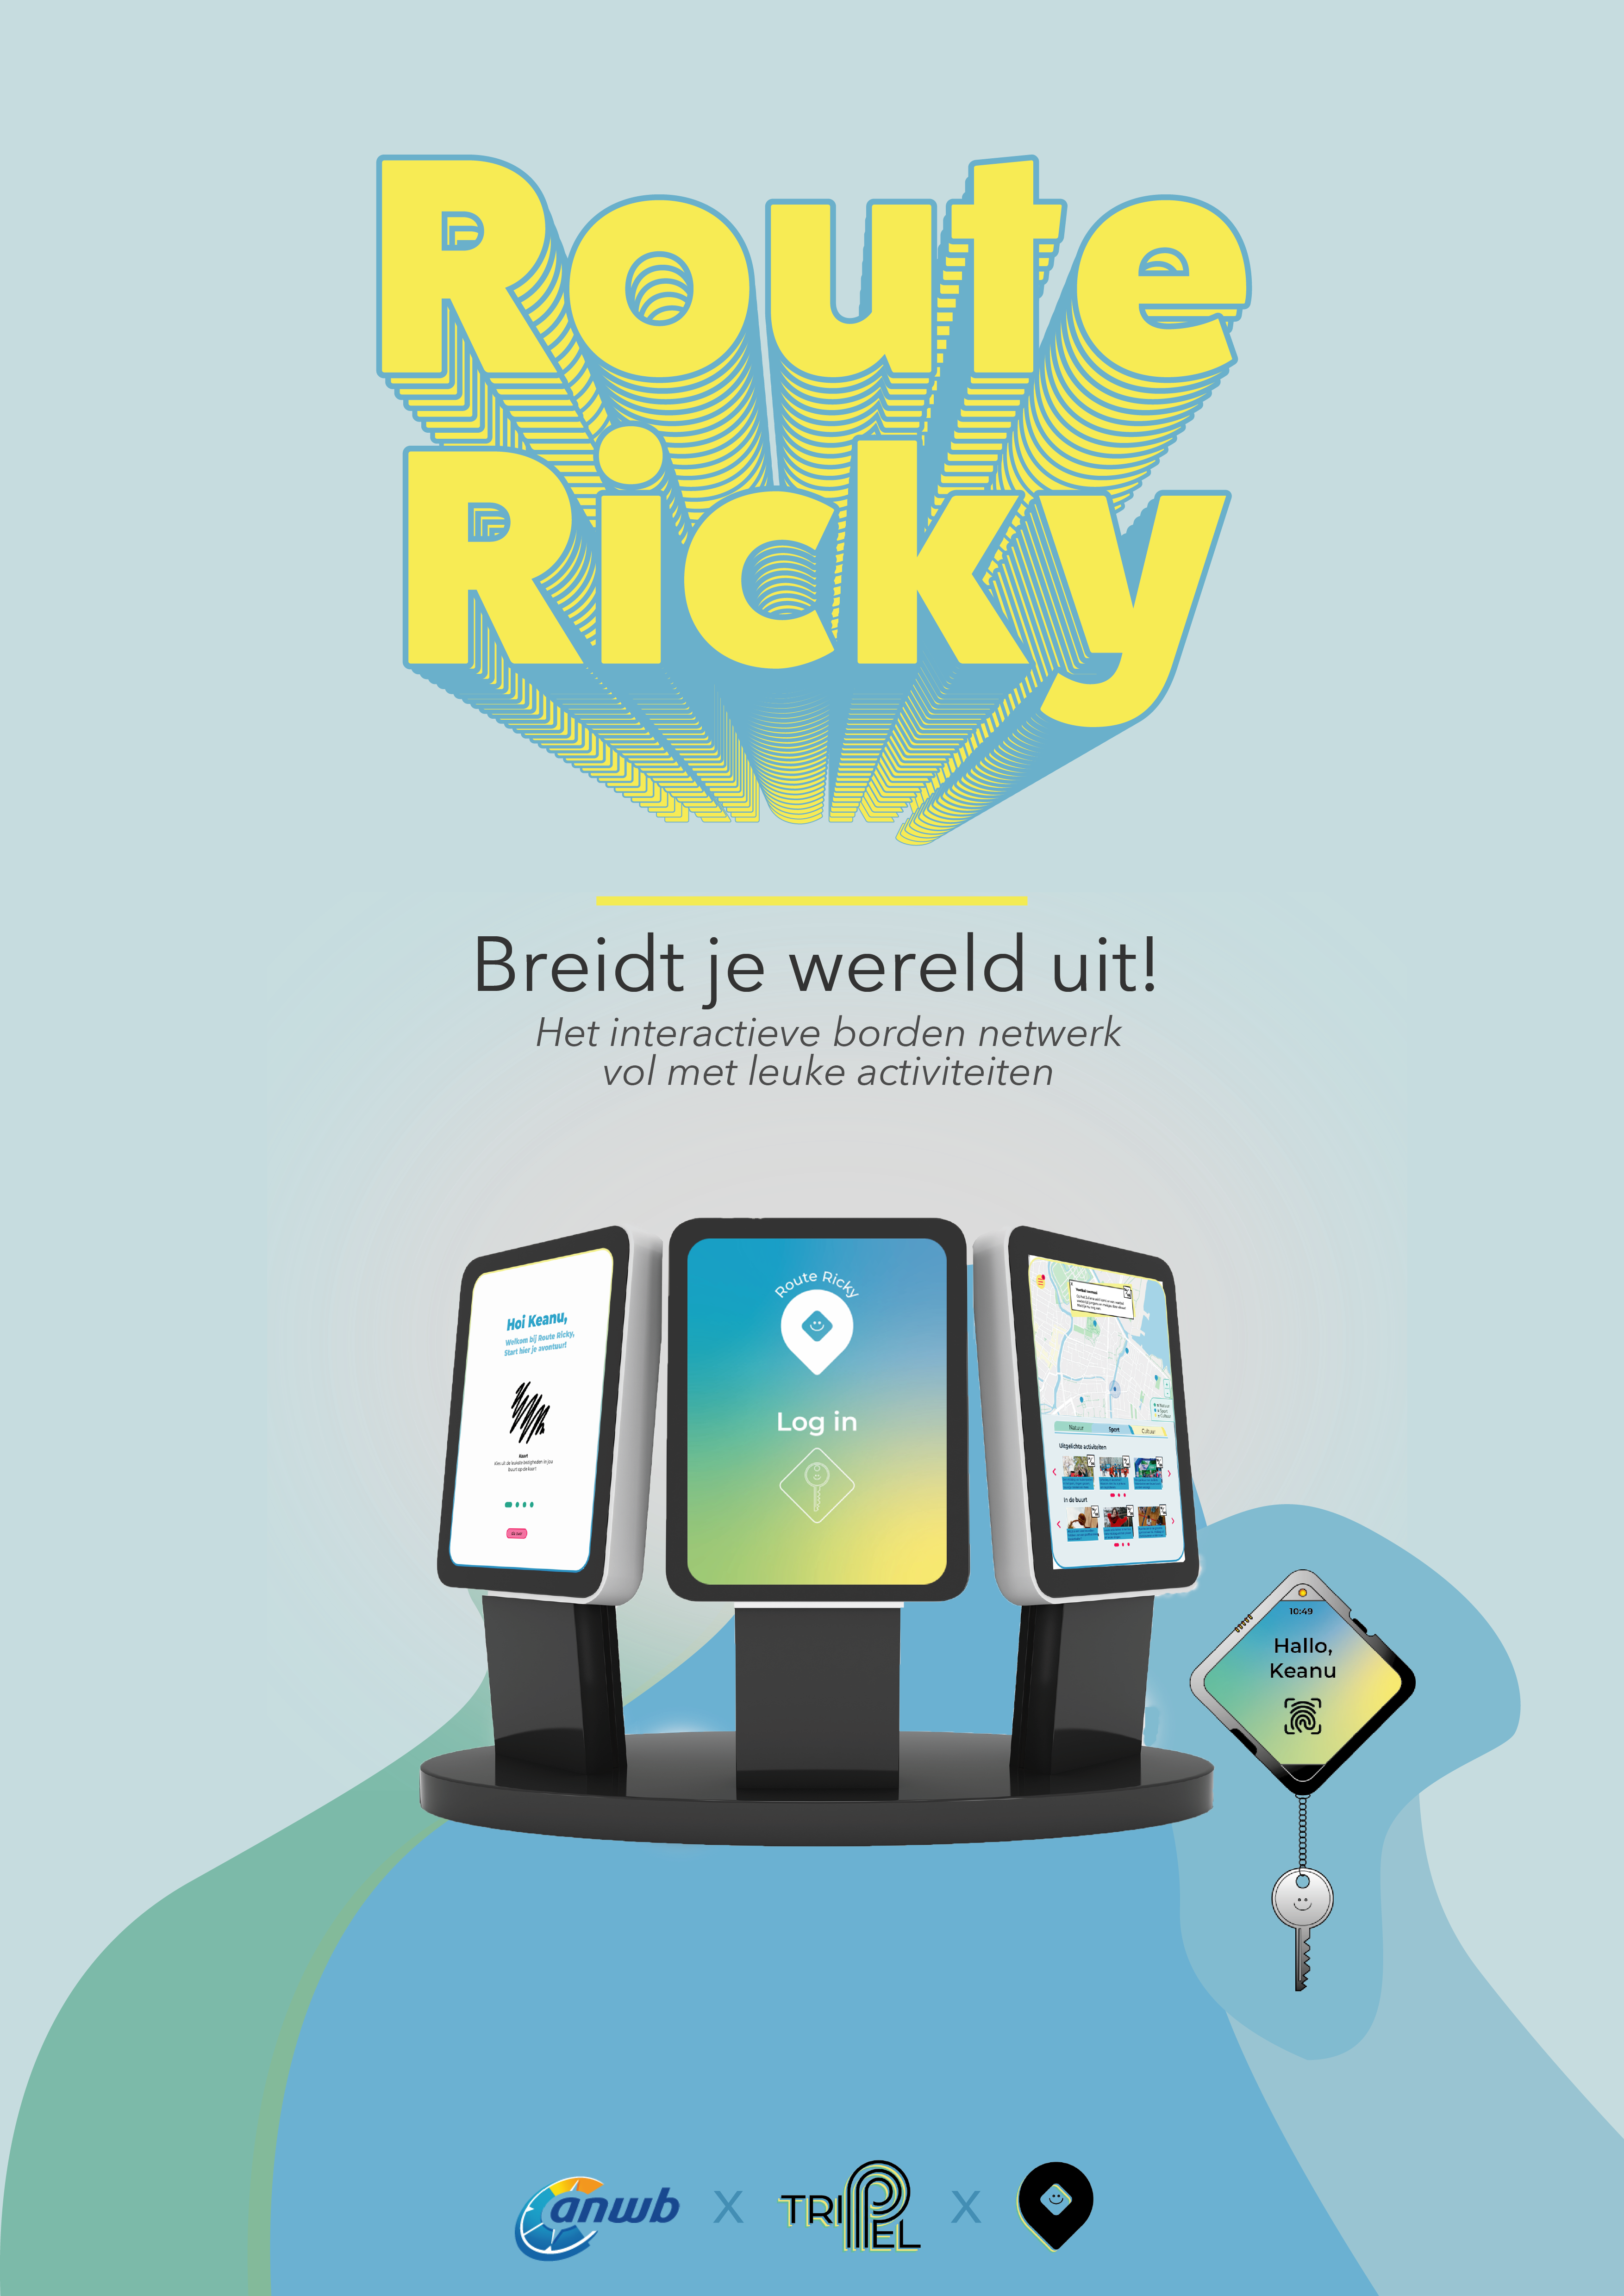 Route
Ricky
Breidt je wereld uit!
Het interactieve borden netwerk
vol met leuke activiteiten
Hoi Keanu,
Welkom bij Route Ricky,
Start hier je avontuur!
Kaart
Route Ricky
Log in
Natuur Sport Cultuur
Uitgelichte activiteiten
In de buurt
10:49
Hallo,
Keanu
anwb X TRIPPEL X